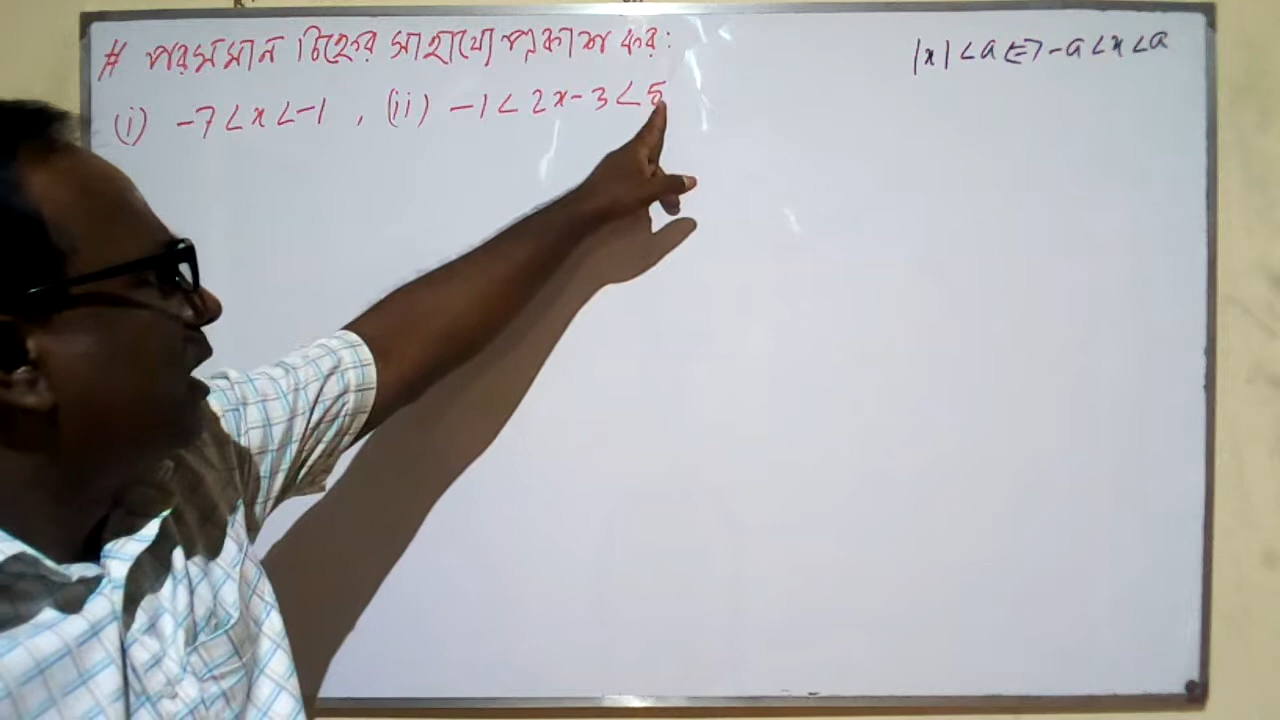 # পরমমান চিহ্নের সাহায্যে প্রকাশ কর:
|x| < a ⇔ -a < x < a
(i) -7 < x < -1 , (ii) -1 < 2x - 3 < 5